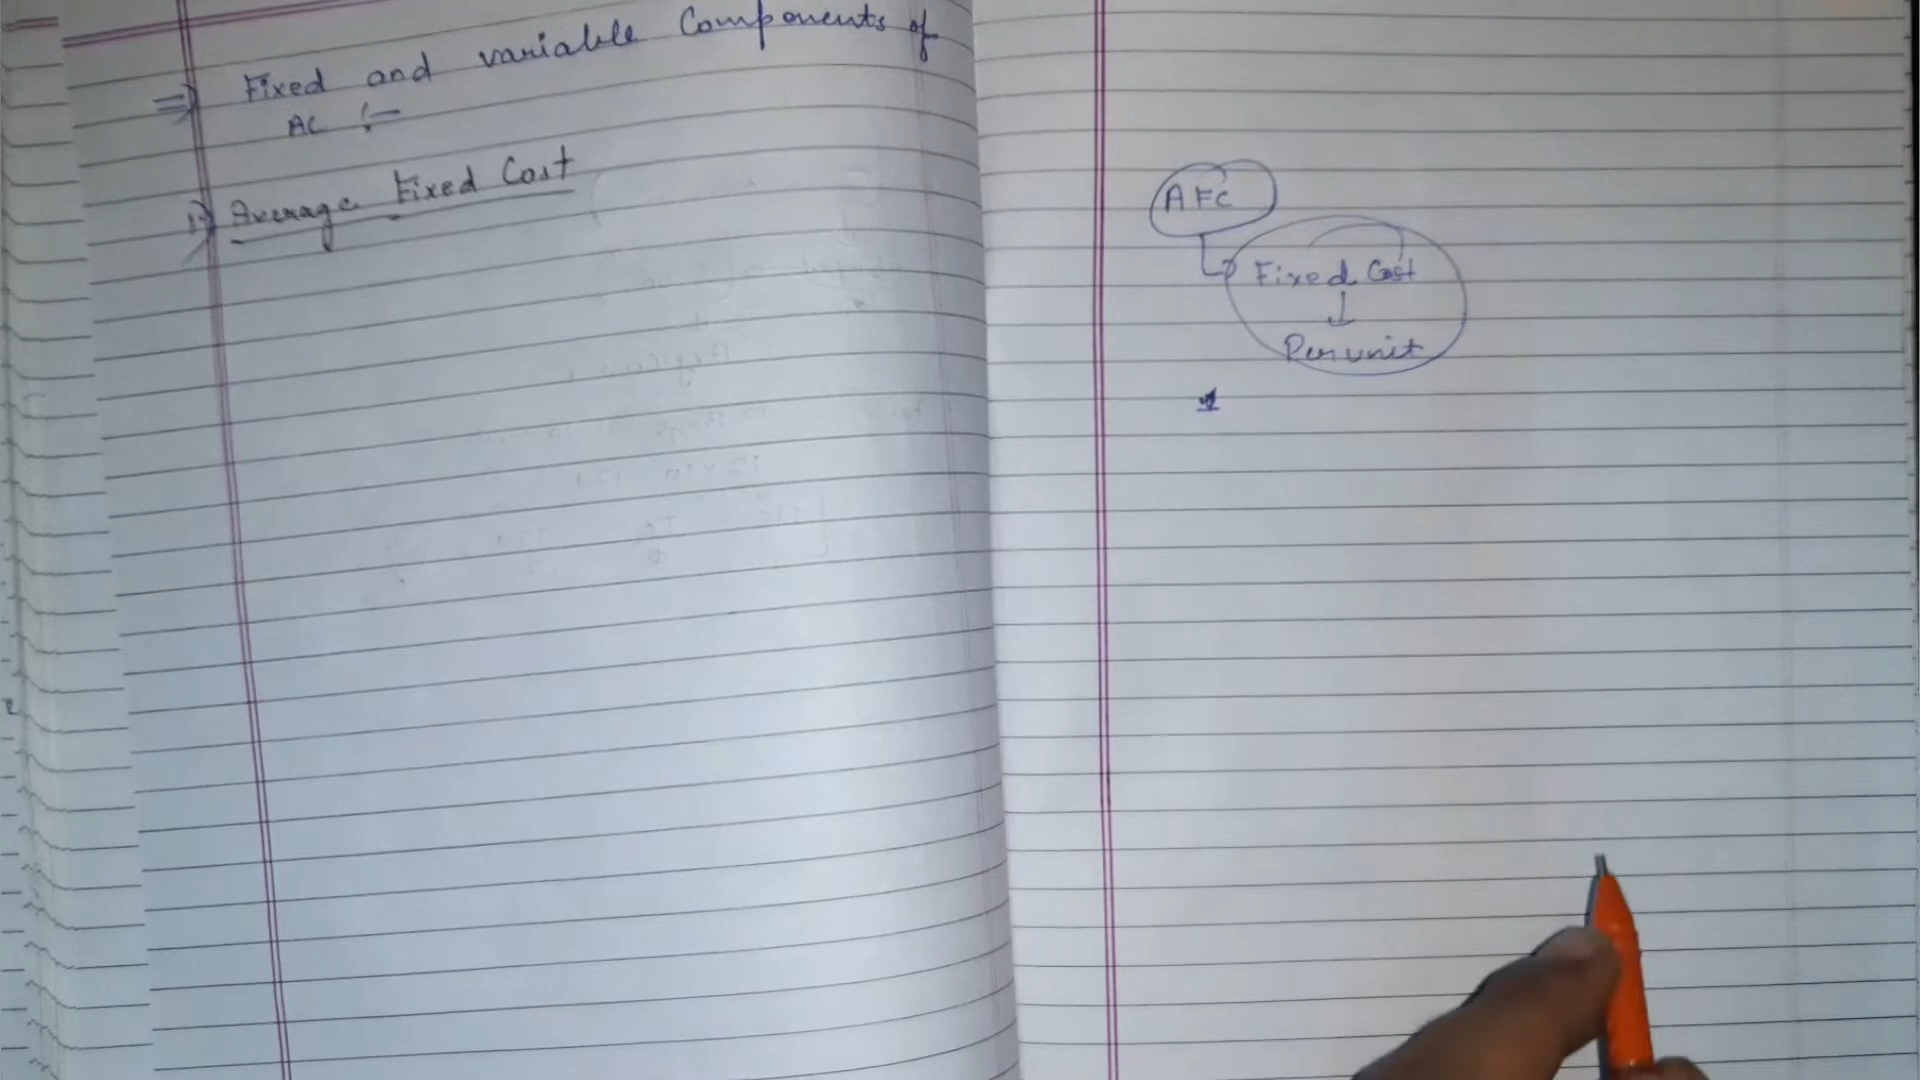 => Fixed and variable Components of
AC :-
1) Average Fixed Cost
AFC
Fixed Cost
↓
Per unit